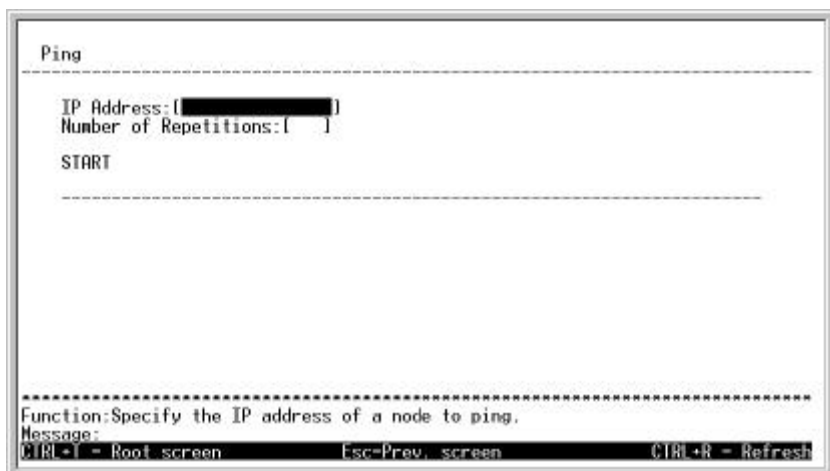 Ping
IP Address:[               ]
Number of Repetitions:[   ]
START
Function:Specify the IP address of a node to ping.
Message:
CTRL+T - Root screen Esc=Prev. screen CTRL+R - Refresh